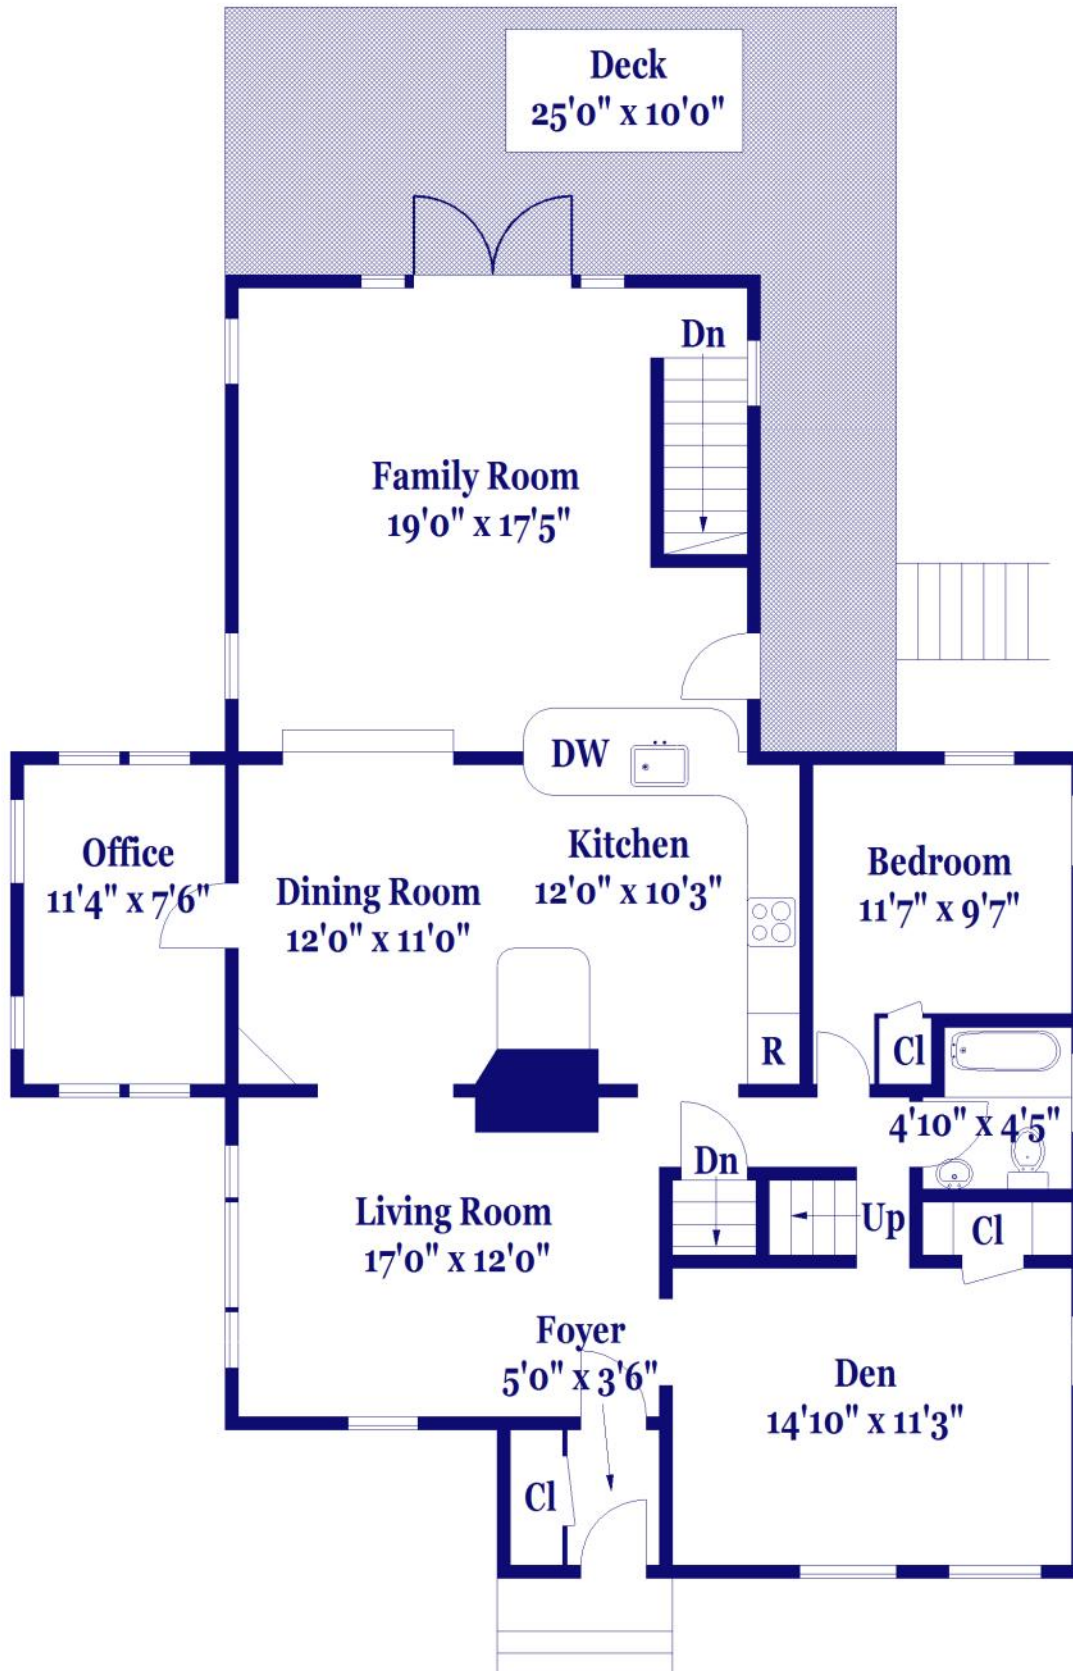 Deck
25'0" x 10'0"
Dn
Family Room
19'0" x 17'5"
DW
Office
11'4" x 7'6"
Dining Room
12'0" x 11'0"
Kitchen
12'0" x 10'3"
Bedroom
11'7" x 9'7"
R
Cl
4'10" x 4'5"
Dn
Up
Cl
Living Room
17'0" x 12'0"
Foyer
5'0" x 3'6"
Den
14'10" x 11'3"
Cl